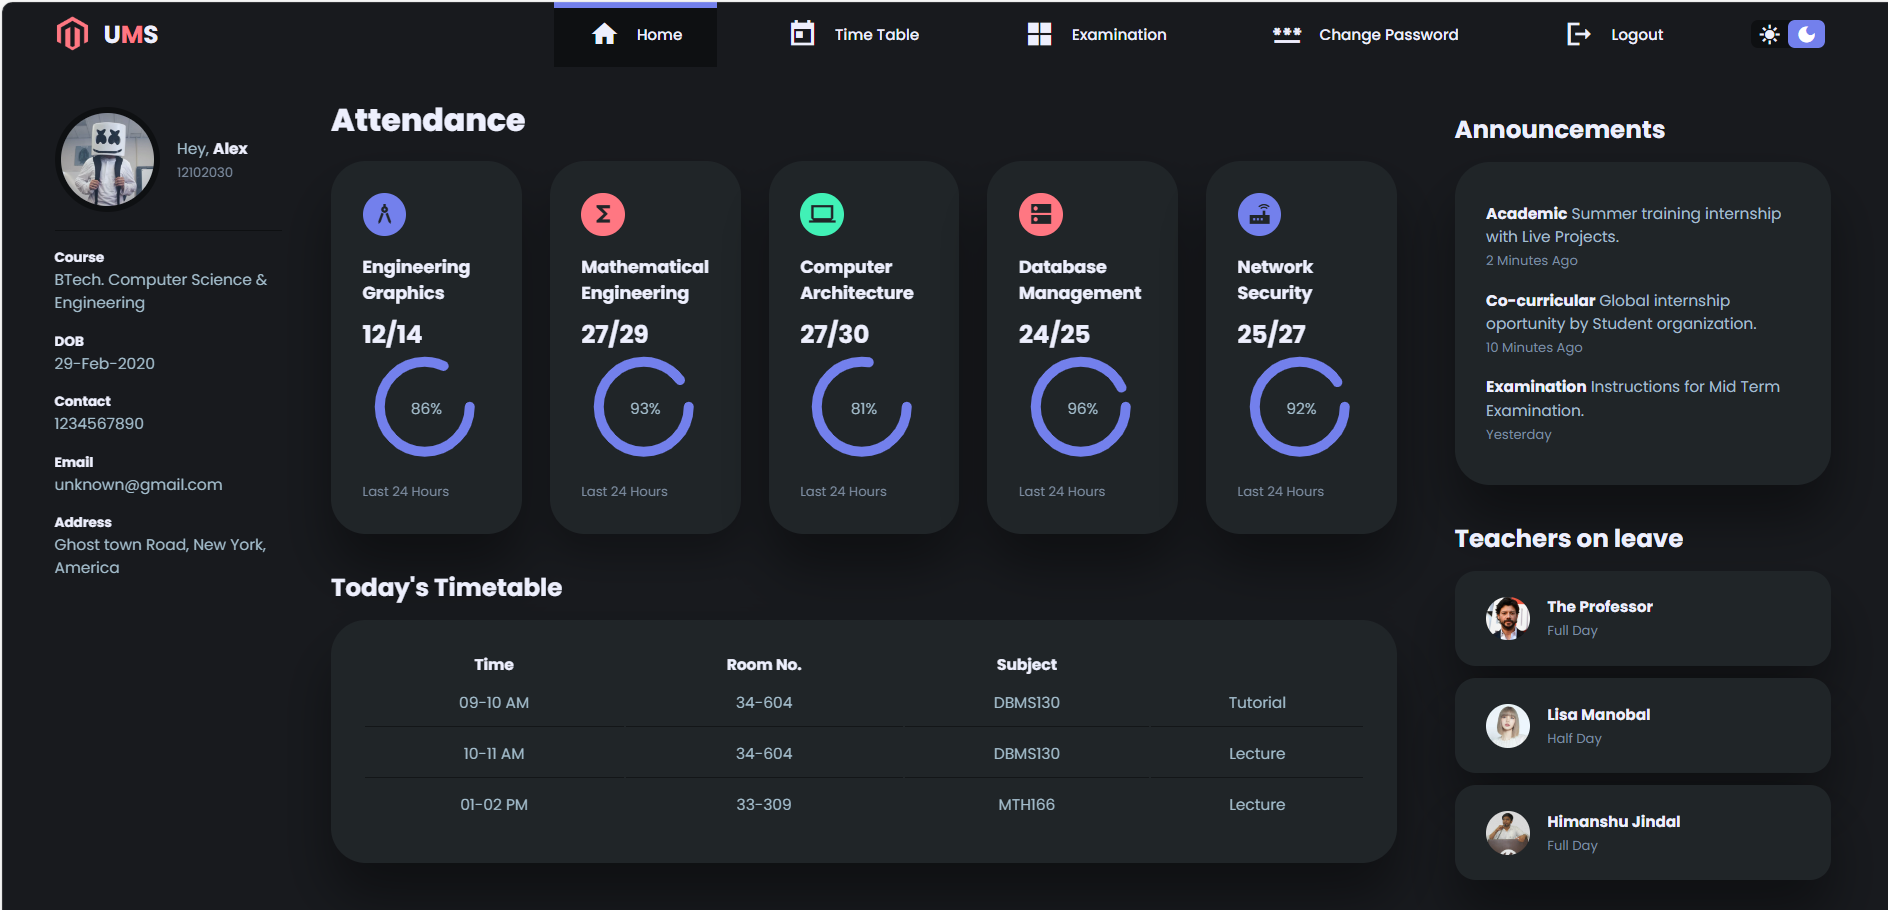 UMS
Home
Time Table
Examination
Change Password
Logout
Hey, Alex
12102030
Course
BTech. Computer Science &
Engineering
DOB
29-Feb-2020
Contact
1234567890
Email
unknown@gmail.com
Address
Ghost town Road, New York,
America
Attendance
Engineering
Graphics
12/14
86%
Last 24 Hours
Mathematical
Engineering
27/29
93%
Last 24 Hours
Computer
Architecture
27/30
81%
Last 24 Hours
Database
Management
24/25
96%
Last 24 Hours
Network
Security
25/27
92%
Last 24 Hours
Today's Timetable
Time Room No. Subject
09-10 AM 34-604 DBMS130 Tutorial
10-11 AM 34-604 DBMS130 Lecture
01-02 PM 33-309 MTH166 Lecture
Announcements
Academic Summer training internship
with Live Projects.
2 Minutes Ago
Co-curricular Global internship
oportunity by Student organization.
10 Minutes Ago
Examination Instructions for Mid Term
Examination.
Yesterday
Teachers on leave
The Professor
Full Day
Lisa Manobal
Half Day
Himanshu Jindal
Full Day